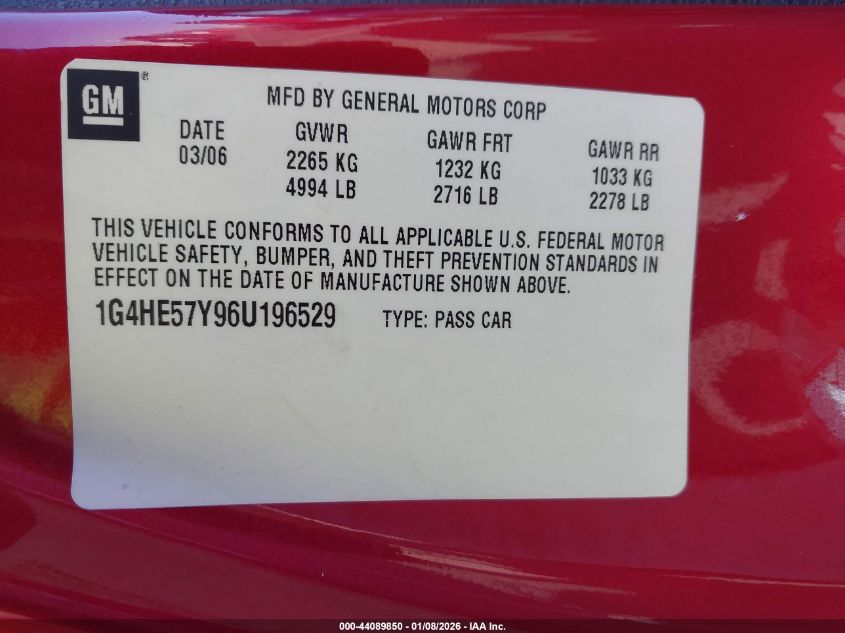 GM®
MFD BY GENERAL MOTORS CORP
DATE GVWR GAWR FRT GAWR RR
03/06 2265 KG 1232 KG 1033 KG
4994 LB 2716 LB 2278 LB
THIS VEHICLE CONFORMS TO ALL APPLICABLE U.S. FEDERAL MOTOR
VEHICLE SAFETY, BUMPER, AND THEFT PREVENTION STANDARDS IN
EFFECT ON THE DATE OF MANUFACTURE SHOWN ABOVE.
1G4HE57Y96U196529 TYPE: PASS CAR
000-44089850 - 01/08/2026 - IAA Inc.